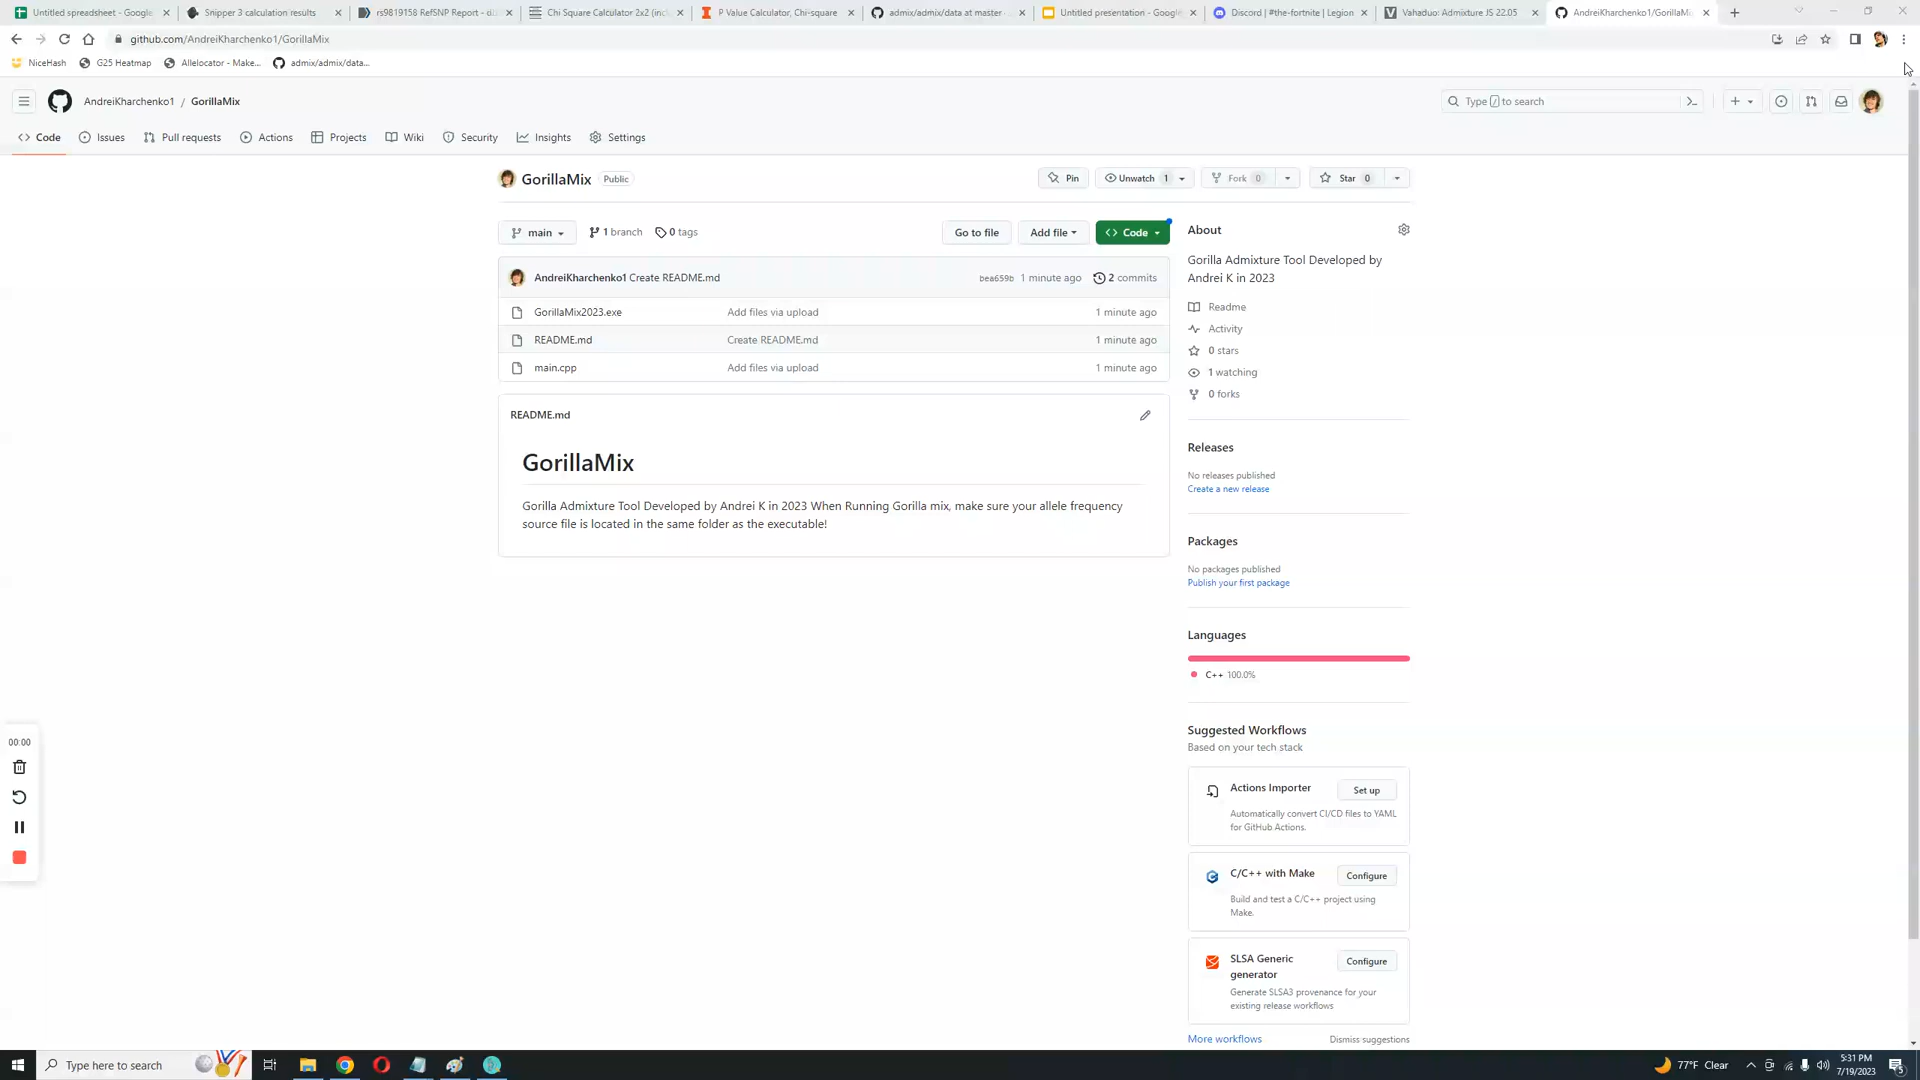 Untitled spreadsheet - Google
Snipper 3 calculation results
rs9819158 RefSNP Report - d
Chi Square Calculator 2x2 (inc
P Value Calculator, Chi-square
admix/admix/data at master
Untitled presentation - Google
Discord | #the-fortnite | Legion
Vahaduo: Admixture JS 22.05
AndreiKharchenko1/GorillaMi
github.com/AndreiKharchenko1/GorillaMix
NiceHash
G25 Heatmap
Allelocator - Make...
admix/admix/data...
AndreiKharchenko1 / GorillaMix
Type / to search
Code
Issues
Pull requests
Actions
Projects
Wiki
Security
Insights
Settings
GorillaMix Public
Pin
Unwatch 1
Fork 0
Star 0
main
1 branch
0 tags
Go to file
Add file
Code
AndreiKharchenko1 Create README.md
bea659b 1 minute ago
2 commits
GorillaMix2023.exe
Add files via upload
1 minute ago
README.md
Create README.md
1 minute ago
main.cpp
Add files via upload
1 minute ago
README.md
GorillaMix
Gorilla Admixture Tool Developed by Andrei K in 2023 When Running Gorilla mix, make sure your allele frequency
source file is located in the same folder as the executable!
About
Gorilla Admixture Tool Developed by
Andrei K in 2023
Readme
Activity
0 stars
1 watching
0 forks
Releases
No releases published
Create a new release
Packages
No packages published
Publish your first package
Languages
C++ 100.0%
Suggested Workflows
Based on your tech stack
Actions Importer
Set up
Automatically convert CI/CD files to YAML
for GitHub Actions.
C/C++ with Make
Configure
Build and test a C/C++ project using
Make.
SLSA Generic
generator
Configure
Generate SLSA3 provenance for your
existing release workflows
More workflows
Dismiss suggestions
00:00
Type here to search
77°F Clear
5:31 PM
7/19/2023
5